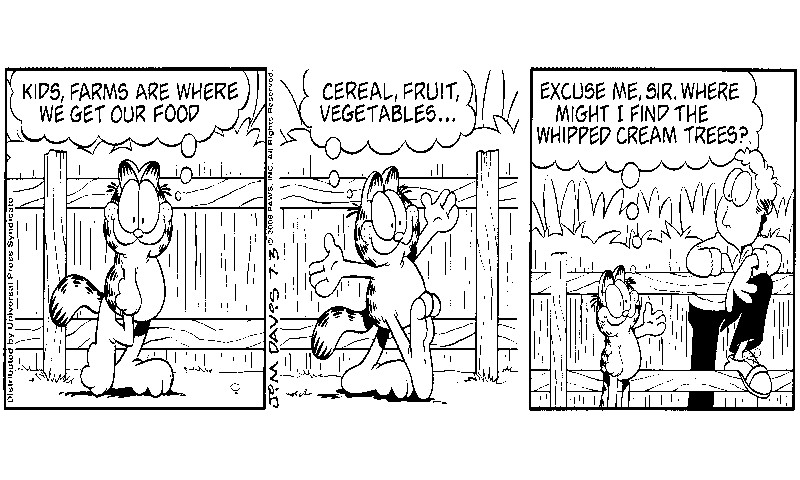 KIDS, FARMS ARE WHERE
WE GET OUR FOOD
CEREAL, FRUIT,
VEGETABLES...
EXCUSE ME, SIR. WHERE
MIGHT I FIND THE
WHIPPED CREAM TREES?
Distributed by Universal Press Syndicate
JIM DAVIS 7-3
© 2008 PAWS, INC. All Rights Reserved.